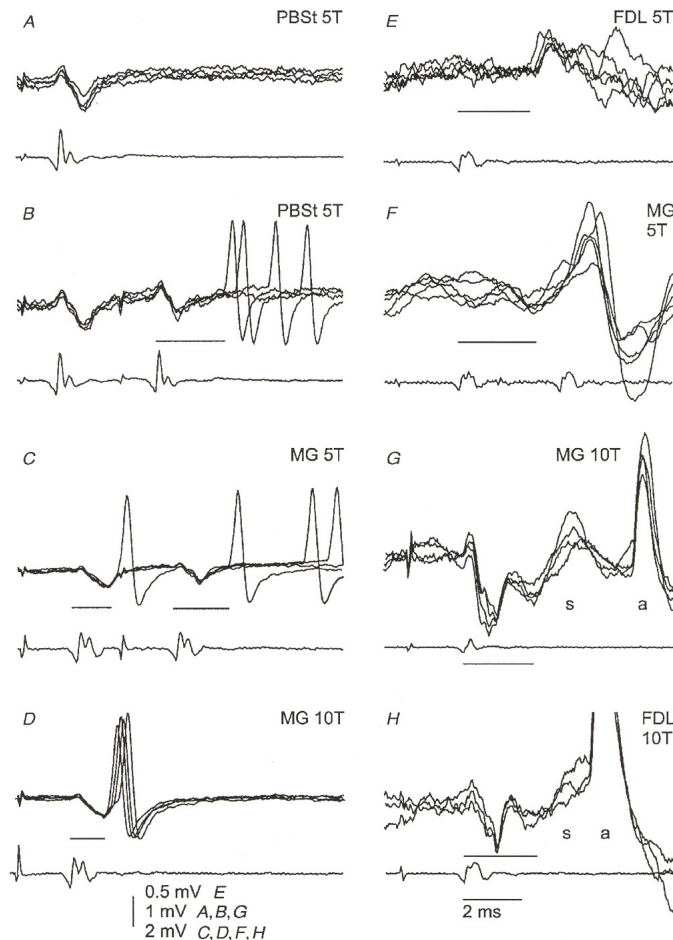 A
PBSt 5T
B
PBSt 5T
C
MG 5T
D
MG 10T
0.5 mV E
1 mV A,B,G
2 mV C,D,F,H
E
FDL 5T
F
MG
5T
G
MG 10T
s a
H
FDL
10T
s a
2 ms